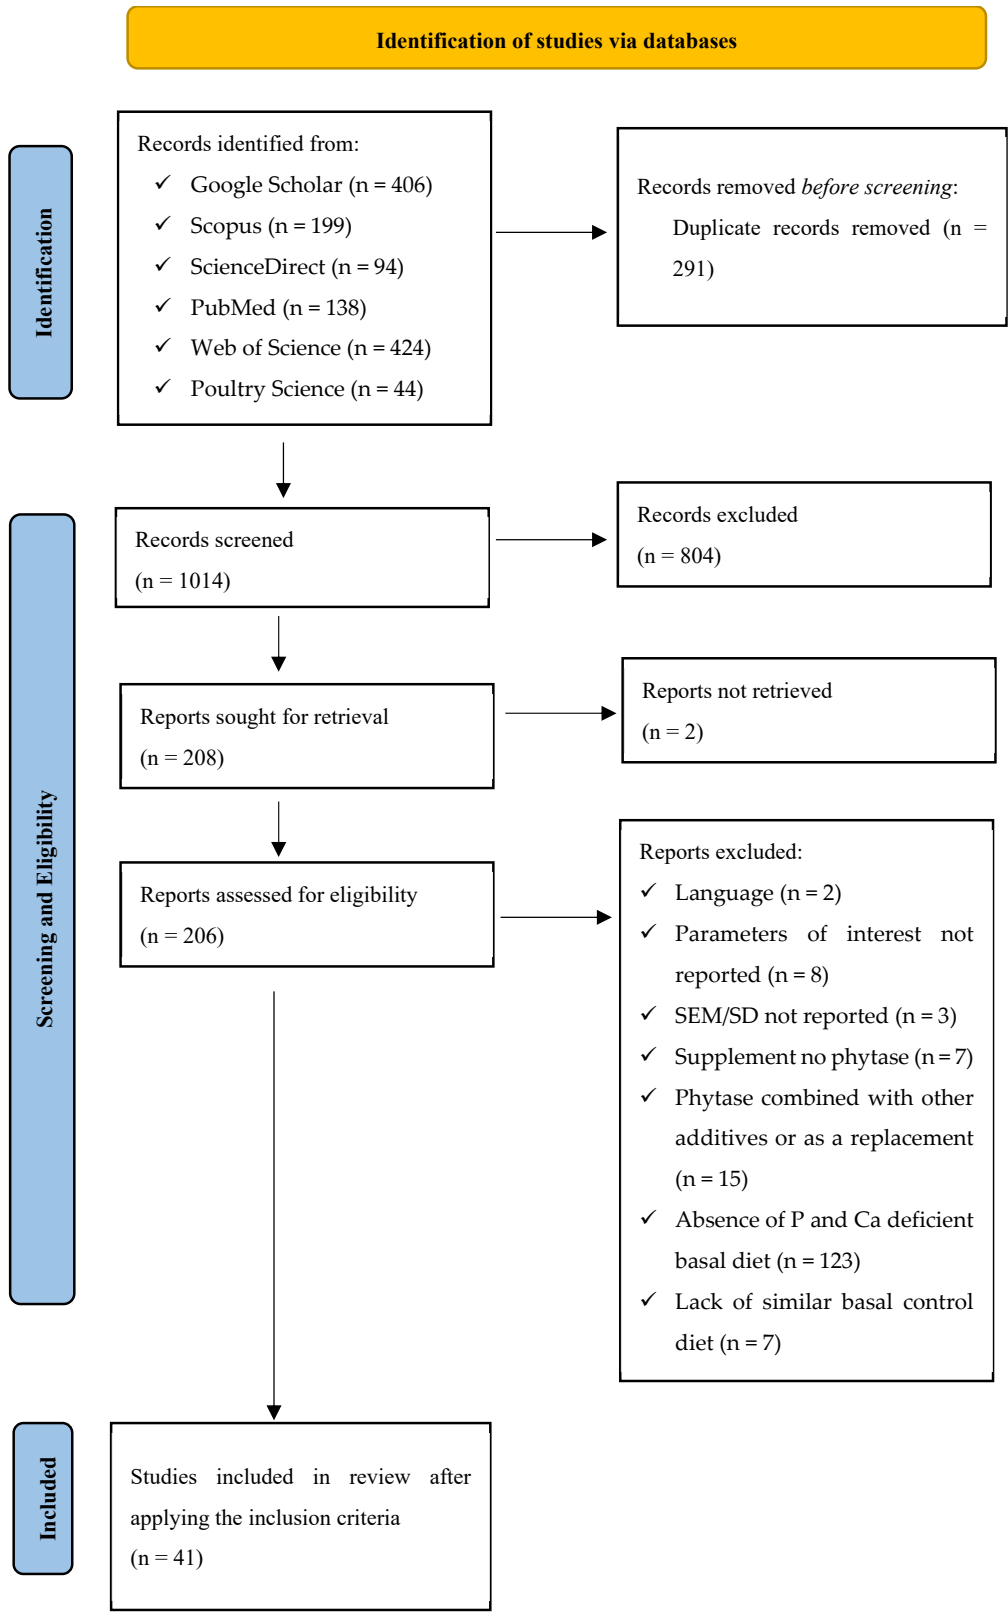 Identification of studies via databases
Identification
Records identified from:
✓ Google Scholar (n = 406)
✓ Scopus (n = 199)
✓ ScienceDirect (n = 94)
✓ PubMed (n = 138)
✓ Web of Science (n = 424)
✓ Poultry Science (n = 44)
Records removed before screening:
Duplicate records removed (n =
291)
Screening and Eligibility
Records screened
(n = 1014)
Records excluded
(n = 804)
Reports sought for retrieval
(n = 208)
Reports not retrieved
(n = 2)
Reports assessed for eligibility
(n = 206)
Reports excluded:
✓ Language (n = 2)
✓ Parameters of interest not
reported (n = 8)
✓ SEM/SD not reported (n = 3)
✓ Supplement no phytase (n = 7)
✓ Phytase combined with other
additives or as a replacement
(n = 15)
✓ Absence of P and Ca deficient
basal diet (n = 123)
✓ Lack of similar basal control
diet (n = 7)
Included
Studies included in review after
applying the inclusion criteria
(n = 41)